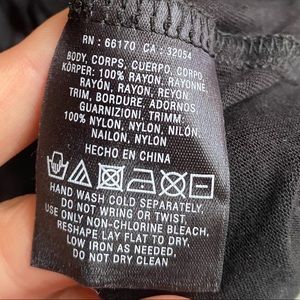 RN : 66170 CA : 32054
BODY, CORPS, CUERPO, CORPO,
KÖRPER: 100% RAYON, RAYONNE,
RAYÓN, RAYON, REYON,
TRIM, BORDURE, ADORNOS
GUARNIZIONI, TRIMM:
100% NYLON, NYLON, NILÓN,
NAILON, NYLON
HECHO EN CHINA
HAND WASH COLD SEPARATELY,
DO NOT WRING OR TWIST.
USE ONLY NON-CHLORINE BLEACH.
RESHAPE LAY FLAT TO DRY.
LOW IRON AS NEEDED.
DO NOT DRY CLEAN